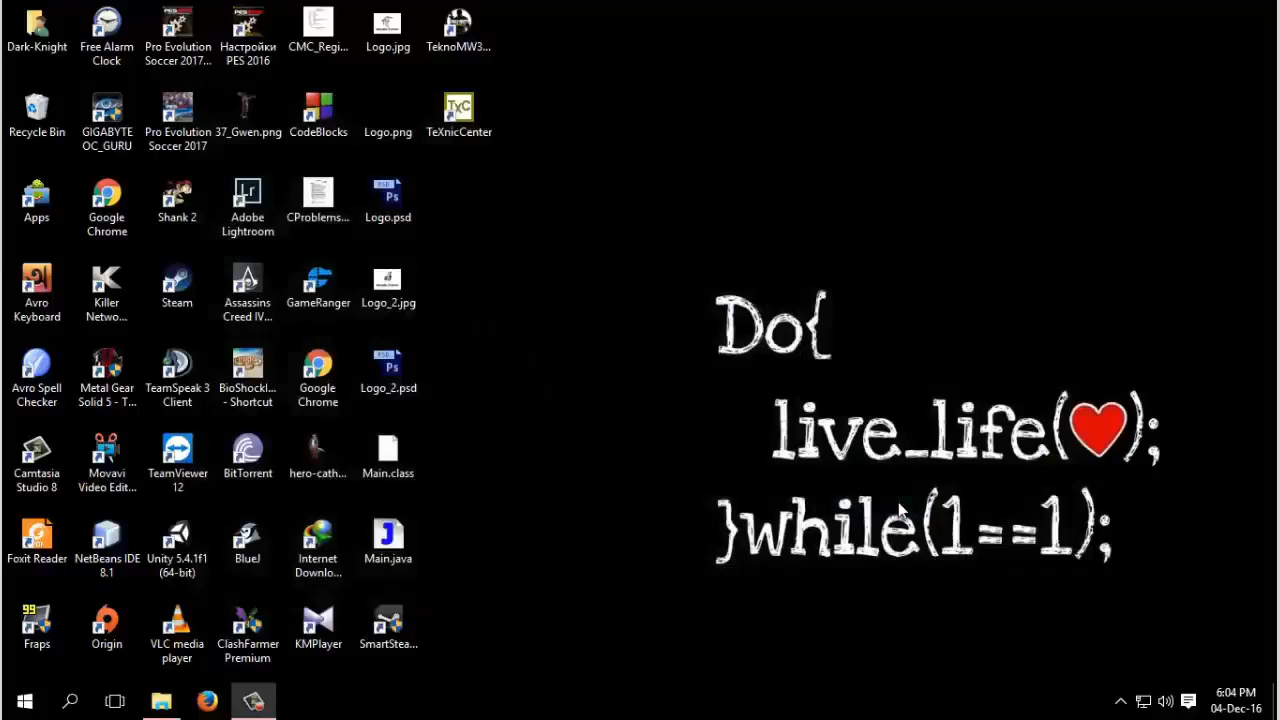 Dark-Knight
Free Alarm
Clock
Pro Evolution
Soccer 2017...
Настройки
PES 2016
CMC_Regi...
Logo.jpg
TeknoMW3...
Recycle Bin
GIGABYTE
OC_GURU
Pro Evolution
Soccer 2017
37_Gwen.png
CodeBlocks
Logo.png
TeXnicCenter
Apps
Google
Chrome
Shank 2
Adobe
Lightroom
CProblems...
Logo.psd
Avro
Keyboard
Killer
Netwo...
Steam
Assassins
Creed IV...
GameRanger
Logo_2.jpg
Avro Spell
Checker
Metal Gear
Solid 5 - T...
TeamSpeak 3
Client
BioShockI...
- Shortcut
Google
Chrome
Logo_2.psd
Camtasia
Studio 8
Movavi
Video Edit...
TeamViewer
12
BitTorrent
hero-cath...
Main.class
Foxit Reader
NetBeans IDE
8.1
Unity 5.4.1f1
(64-bit)
BlueJ
Internet
Downlo...
Main.java
Fraps
Origin
VLC media
player
ClashFarmer
Premium
KMPlayer
SmartStea...
Do{
live_life(❤);
}while(1==1);
6:04 PM
04-Dec-16